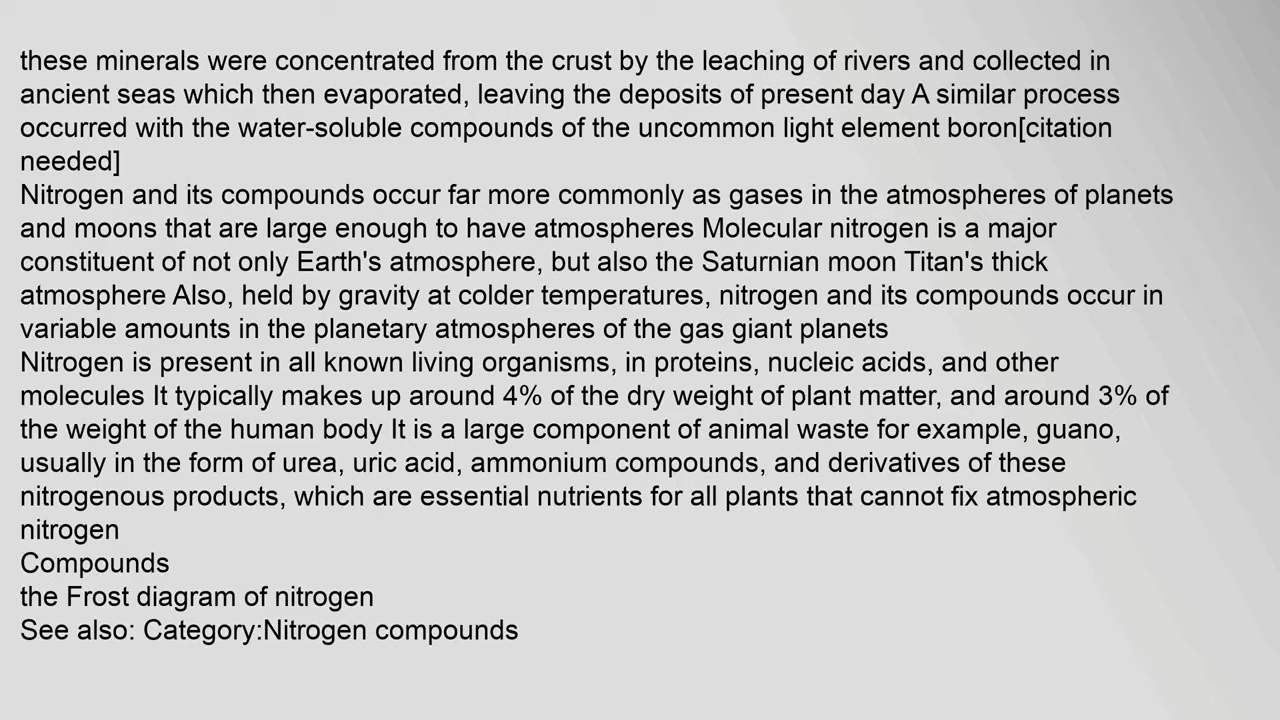 these minerals were concentrated from the crust by the leaching of rivers and collected in
ancient seas which then evaporated, leaving the deposits of present day A similar process
occurred with the water-soluble compounds of the uncommon light element boron[citation
needed]
Nitrogen and its compounds occur far more commonly as gases in the atmospheres of planets
and moons that are large enough to have atmospheres Molecular nitrogen is a major
constituent of not only Earth's atmosphere, but also the Saturnian moon Titan's thick
atmosphere Also, held by gravity at colder temperatures, nitrogen and its compounds occur in
variable amounts in the planetary atmospheres of the gas giant planets
Nitrogen is present in all known living organisms, in proteins, nucleic acids, and other
molecules It typically makes up around 4% of the dry weight of plant matter, and around 3% of
the weight of the human body It is a large component of animal waste for example, guano,
usually in the form of urea, uric acid, ammonium compounds, and derivatives of these
nitrogenous products, which are essential nutrients for all plants that cannot fix atmospheric
nitrogen
Compounds
the Frost diagram of nitrogen
See also: Category:Nitrogen compounds